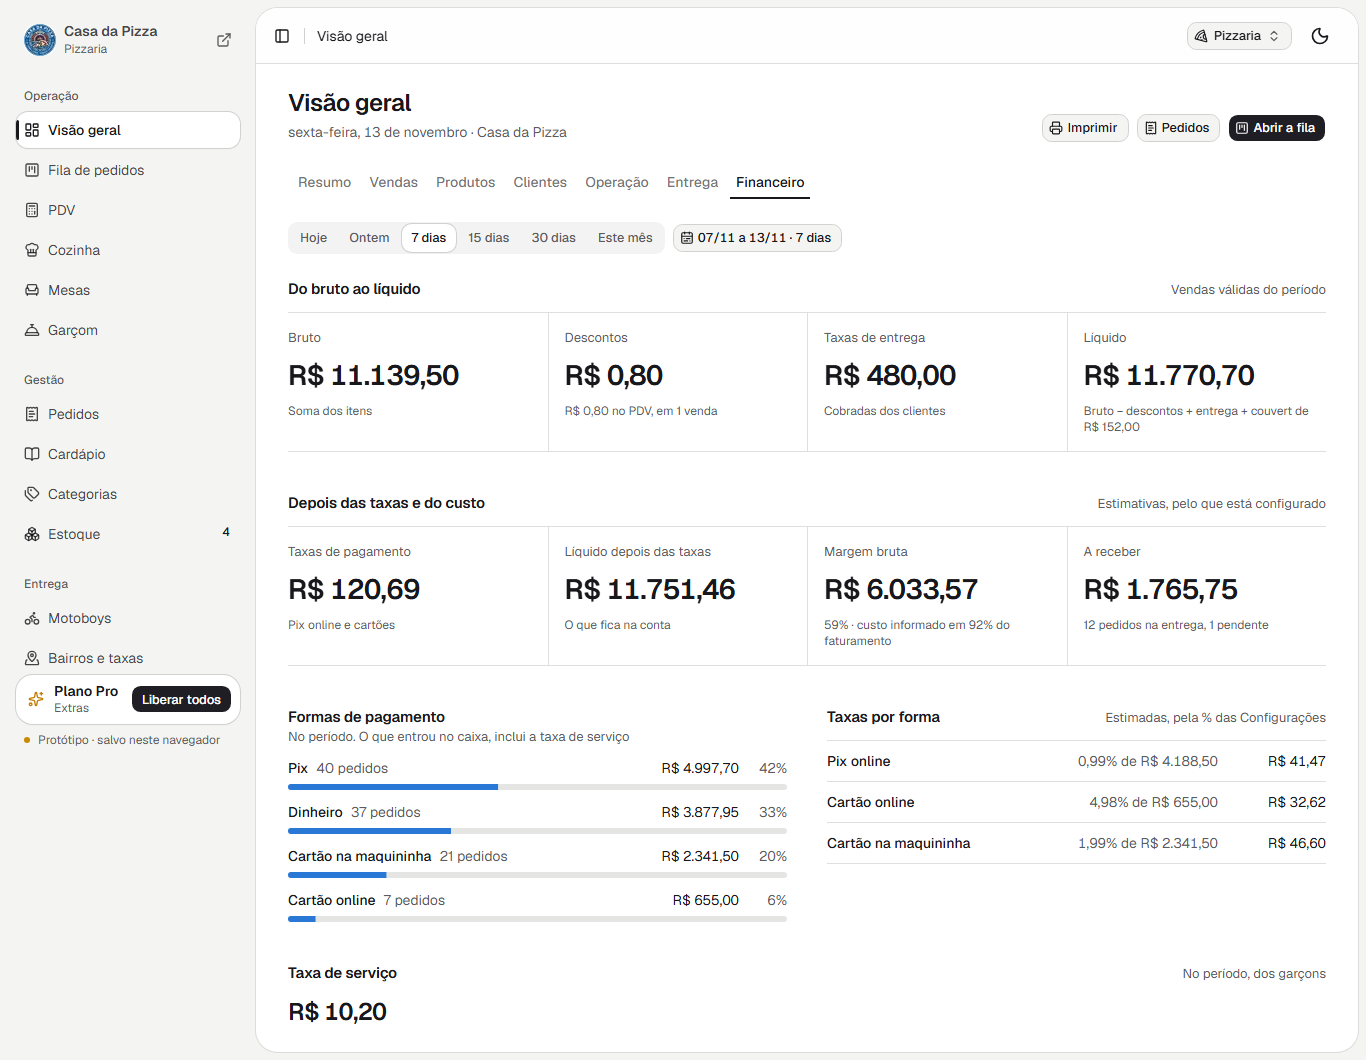 Casa da Pizza
Pizzaria
Operação
Visão geral
Fila de pedidos
PDV
Cozinha
Mesas
Garçom
Gestão
Pedidos
Cardápio
Categorias
Estoque 4
Entrega
Motoboys
Bairros e taxas
Plano Pro
Extras
Liberar todos
Protótipo · salvo neste navegador
Visão geral
Pizzaria
Visão geral
sexta-feira, 13 de novembro · Casa da Pizza
Imprimir
Pedidos
Abrir a fila
Resumo Vendas Produtos Clientes Operação Entrega Financeiro
Hoje Ontem 7 dias 15 dias 30 dias Este mês 07/11 a 13/11 · 7 dias
Do bruto ao líquido
Vendas válidas do período
Bruto
R$ 11.139,50
Soma dos itens
Descontos
R$ 0,80
R$ 0,80 no PDV, em 1 venda
Taxas de entrega
R$ 480,00
Cobradas dos clientes
Líquido
R$ 11.770,70
Bruto − descontos + entrega + couvert de
R$ 152,00
Depois das taxas e do custo
Estimativas, pelo que está configurado
Taxas de pagamento
R$ 120,69
Pix online e cartões
Líquido depois das taxas
R$ 11.751,46
O que fica na conta
Margem bruta
R$ 6.033,57
59% · custo informado em 92% do
faturamento
A receber
R$ 1.765,75
12 pedidos na entrega, 1 pendente
Formas de pagamento
No período. O que entrou no caixa, inclui a taxa de serviço
Pix 40 pedidos R$ 4.997,70 42%
Dinheiro 37 pedidos R$ 3.877,95 33%
Cartão na maquininha 21 pedidos R$ 2.341,50 20%
Cartão online 7 pedidos R$ 655,00 6%
Taxas por forma
Estimadas, pela % das Configurações
Pix online 0,99% de R$ 4.188,50 R$ 41,47
Cartão online 4,98% de R$ 655,00 R$ 32,62
Cartão na maquininha 1,99% de R$ 2.341,50 R$ 46,60
Taxa de serviço
No período, dos garçons
R$ 10,20